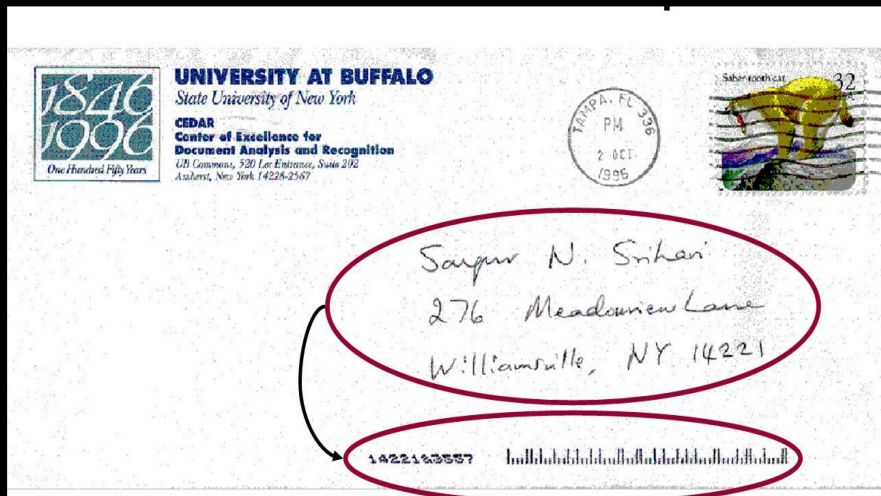 1846
1996
One Hundred Fifty Years
UNIVERSITY AT BUFFALO
State University of New York
CEDAR
Center of Excellence for
Document Analysis and Recognition
UB Commons, 520 Lee Entrance, Suite 202
Amherst, New York 14228-2567
TAMPA, FL 336
PM
2 OCT
1996
Saber-tooth cat
32
Sargur N. Srihari
276 Meadowview Lane
Williamsville, NY 14221
1422193557